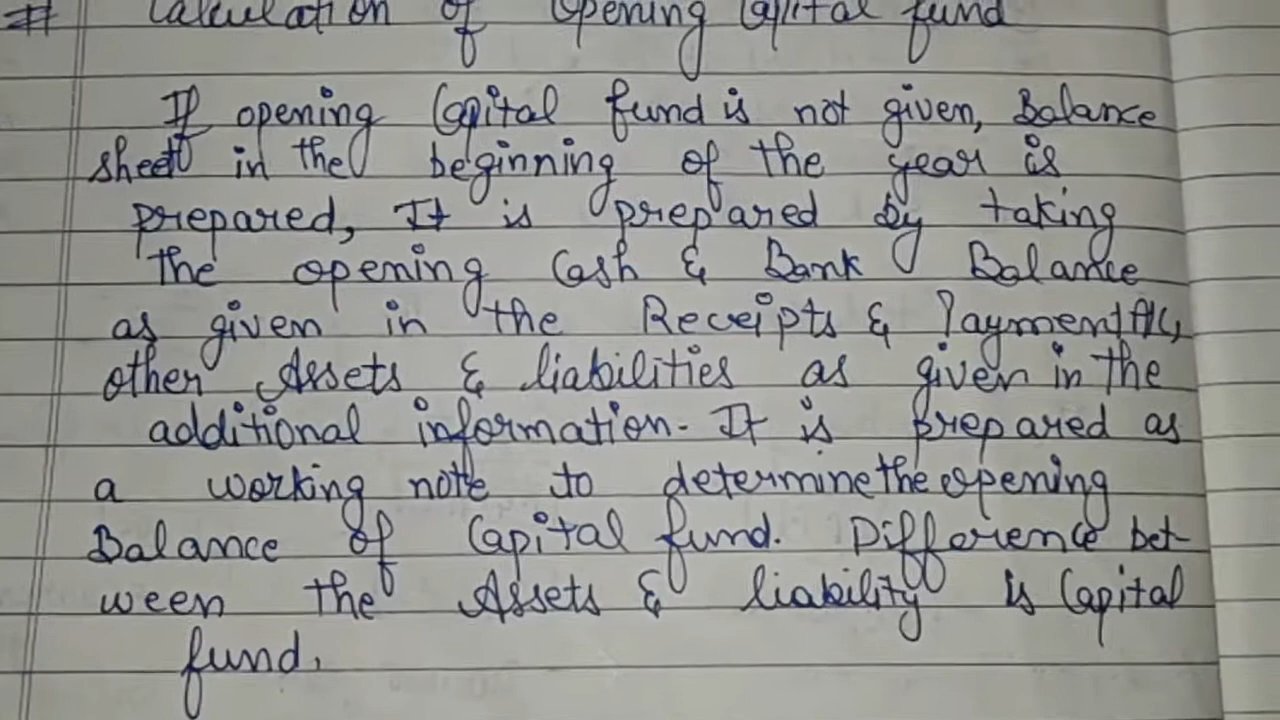 # Calculation of opening Capital fund
If opening Capital fund is not given, Balance
sheet in the beginning of the year is
prepared, It is prepared by taking
the opening Cash & Bank Balance
as given in the Receipts & Payment A/c,
other Assets & liabilities as given in the
additional information. It is prepared as
a working note to determine the opening
Balance of Capital fund. Difference bet-
ween the Assets & liability is Capital
fund.